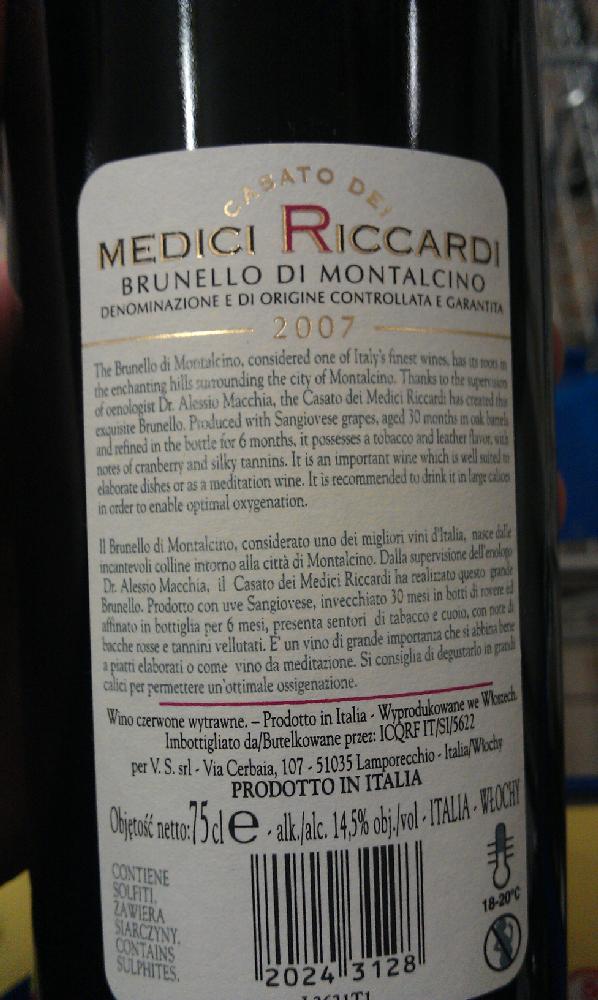 CASATO DEI
MEDICI RICCARDI
BRUNELLO DI MONTALCINO
DENOMINAZIONE E DI ORIGINE CONTROLLATA E GARANTITA
2007
The Brunello di Montalcino, considered one of Italy's finest wines, has its roots in
the enchanting hills surrounding the city of Montalcino. Thanks to the supervision
of oenologist Dr. Alessio Macchia, the Casato dei Medici Riccardi has created this
exquisite Brunello. Produced with Sangiovese grapes, aged 30 months in oak barrels
and refined in the bottle for 6 months, it possesses a tobacco and leather flavor, with
notes of cranberry and silky tannins. It is an important wine which is well suited to
elaborate dishes or as a meditation wine. It is recommended to drink it in large calices
in order to enable optimal oxygenation.
Il Brunello di Montalcino, considerato uno dei migliori vini d'Italia, nasce dalle
incantevoli colline intorno alla città di Montalcino. Dalla supervisione dell'enologo
Dr. Alessio Macchia, il Casato dei Medici Riccardi ha realizzato questo grande
Brunello. Prodotto con uve Sangiovese, invecchiato 30 mesi in botti di rovere ed
affinato in bottiglia per 6 mesi, presenta sentori di tabacco e cuoio, con note di
bacche rosse e tannini vellutati. E' un vino di grande importanza che si abbina bene
a piatti elaborati o come vino da meditazione. Si consiglia di degustarlo in grandi
calici per permettere un'ottimale ossigenazione.
Wino czerwone wytrawne. – Prodotto in Italia - Wyprodukowane we Włoszech.
Imbottigliato da/Butelkowane przez: ICQRF IT/SI/5622
per V. S. srl - Via Cerbaia, 107 - 51035 Lamporecchio - Italia/Włochy
PRODOTTO IN ITALIA
Objętość netto: 75 cl e - alk./alc. 14,5% obj./vol - ITALIA - WŁOCHY
CONTIENE
SOLFITI.
ZAWIERA
SIARCZYNY.
CONTAINS
SULPHITES.
18-20°C
2024 3128